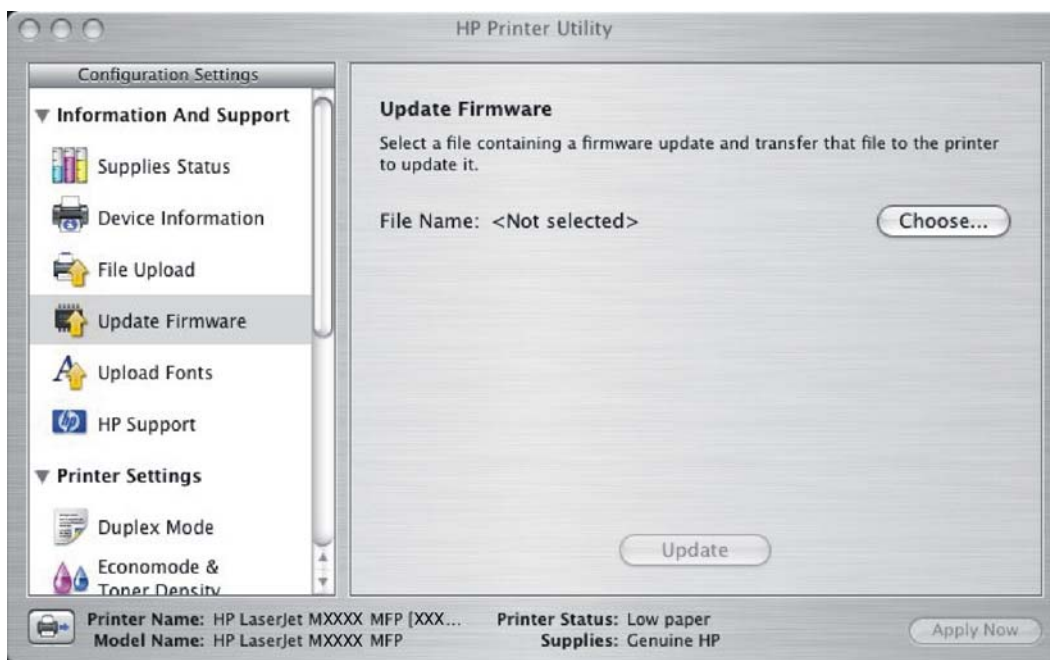 HP Printer Utility
Configuration Settings
Information And Support
Supplies Status
Device Information
File Upload
Update Firmware
Upload Fonts
HP Support
Printer Settings
Duplex Mode
Economode &
Toner Density
Update Firmware
Select a file containing a firmware update and transfer that file to the printer
to update it.
File Name: <Not selected>
Choose...
Update
Printer Name: HP LaserJet MXXXX MFP [XXX...
Model Name: HP LaserJet MXXXX MFP
Printer Status: Low paper
Supplies: Genuine HP
Apply Now